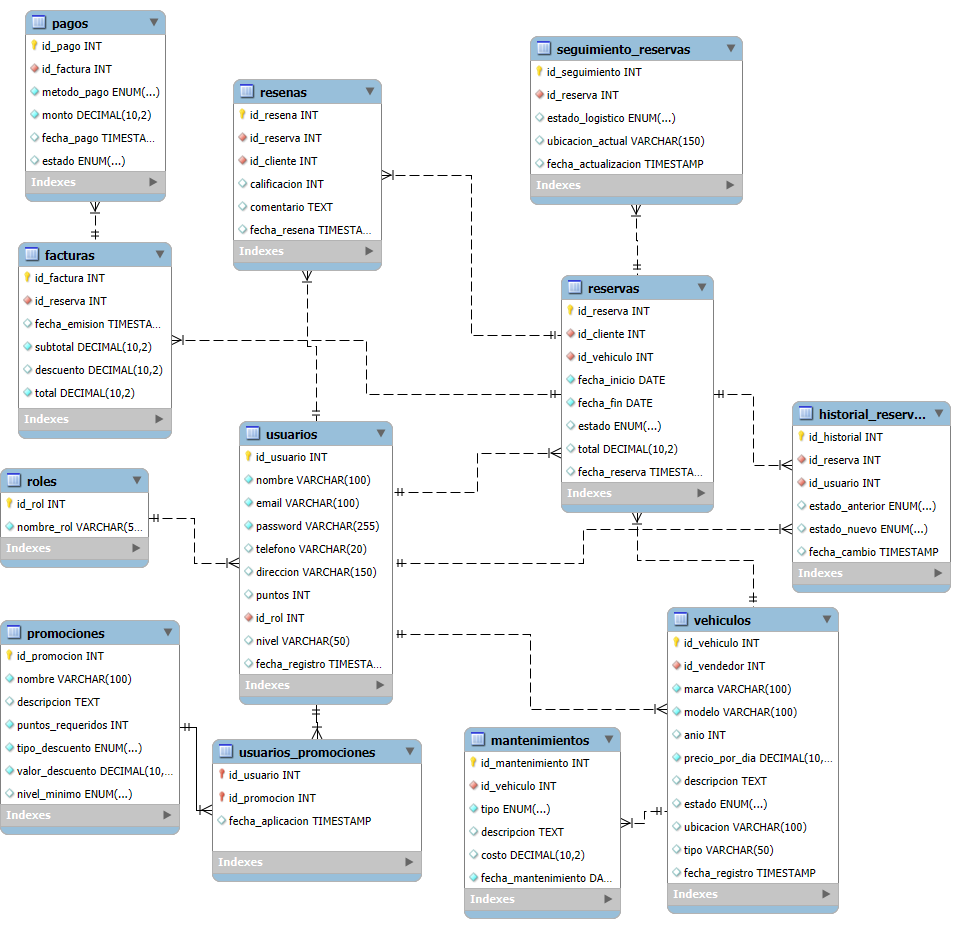 pagos
id_pago INT
id_factura INT
metodo_pago ENUM(...)
monto DECIMAL(10,2)
fecha_pago TIMESTA...
estado ENUM(...)
Indexes
resenas
id_resena INT
id_reserva INT
id_cliente INT
calificacion INT
comentario TEXT
fecha_resena TIMESTA...
Indexes
seguimiento_reservas
id_seguimiento INT
id_reserva INT
estado_logistico ENUM(...)
ubicacion_actual VARCHAR(150)
fecha_actualizacion TIMESTAMP
Indexes
facturas
id_factura INT
id_reserva INT
fecha_emision TIMESTA...
subtotal DECIMAL(10,2)
descuento DECIMAL(10,2)
total DECIMAL(10,2)
Indexes
reservas
id_reserva INT
id_cliente INT
id_vehiculo INT
fecha_inicio DATE
fecha_fin DATE
estado ENUM(...)
total DECIMAL(10,2)
fecha_reserva TIMESTA...
Indexes
historial_reserv...
id_historial INT
id_reserva INT
id_usuario INT
estado_anterior ENUM(...)
estado_nuevo ENUM(...)
fecha_cambio TIMESTAMP
Indexes
usuarios
id_usuario INT
nombre VARCHAR(100)
email VARCHAR(100)
password VARCHAR(255)
telefono VARCHAR(20)
direccion VARCHAR(150)
puntos INT
id_rol INT
nivel VARCHAR(50)
fecha_registro TIMESTA...
Indexes
roles
id_rol INT
nombre_rol VARCHAR(5...
Indexes
promociones
id_promocion INT
nombre VARCHAR(100)
descripcion TEXT
puntos_requeridos INT
tipo_descuento ENUM(...)
valor_descuento DECIMAL(10,...
nivel_minimo ENUM(...)
Indexes
usuarios_promociones
id_usuario INT
id_promocion INT
fecha_aplicacion TIMESTAMP
Indexes
mantenimientos
id_mantenimiento INT
id_vehiculo INT
tipo ENUM(...)
descripcion TEXT
costo DECIMAL(10,2)
fecha_mantenimiento DA...
Indexes
vehiculos
id_vehiculo INT
id_vendedor INT
marca VARCHAR(100)
modelo VARCHAR(100)
anio INT
precio_por_dia DECIMAL(10,...
descripcion TEXT
estado ENUM(...)
ubicacion VARCHAR(100)
tipo VARCHAR(50)
fecha_registro TIMESTAMP
Indexes